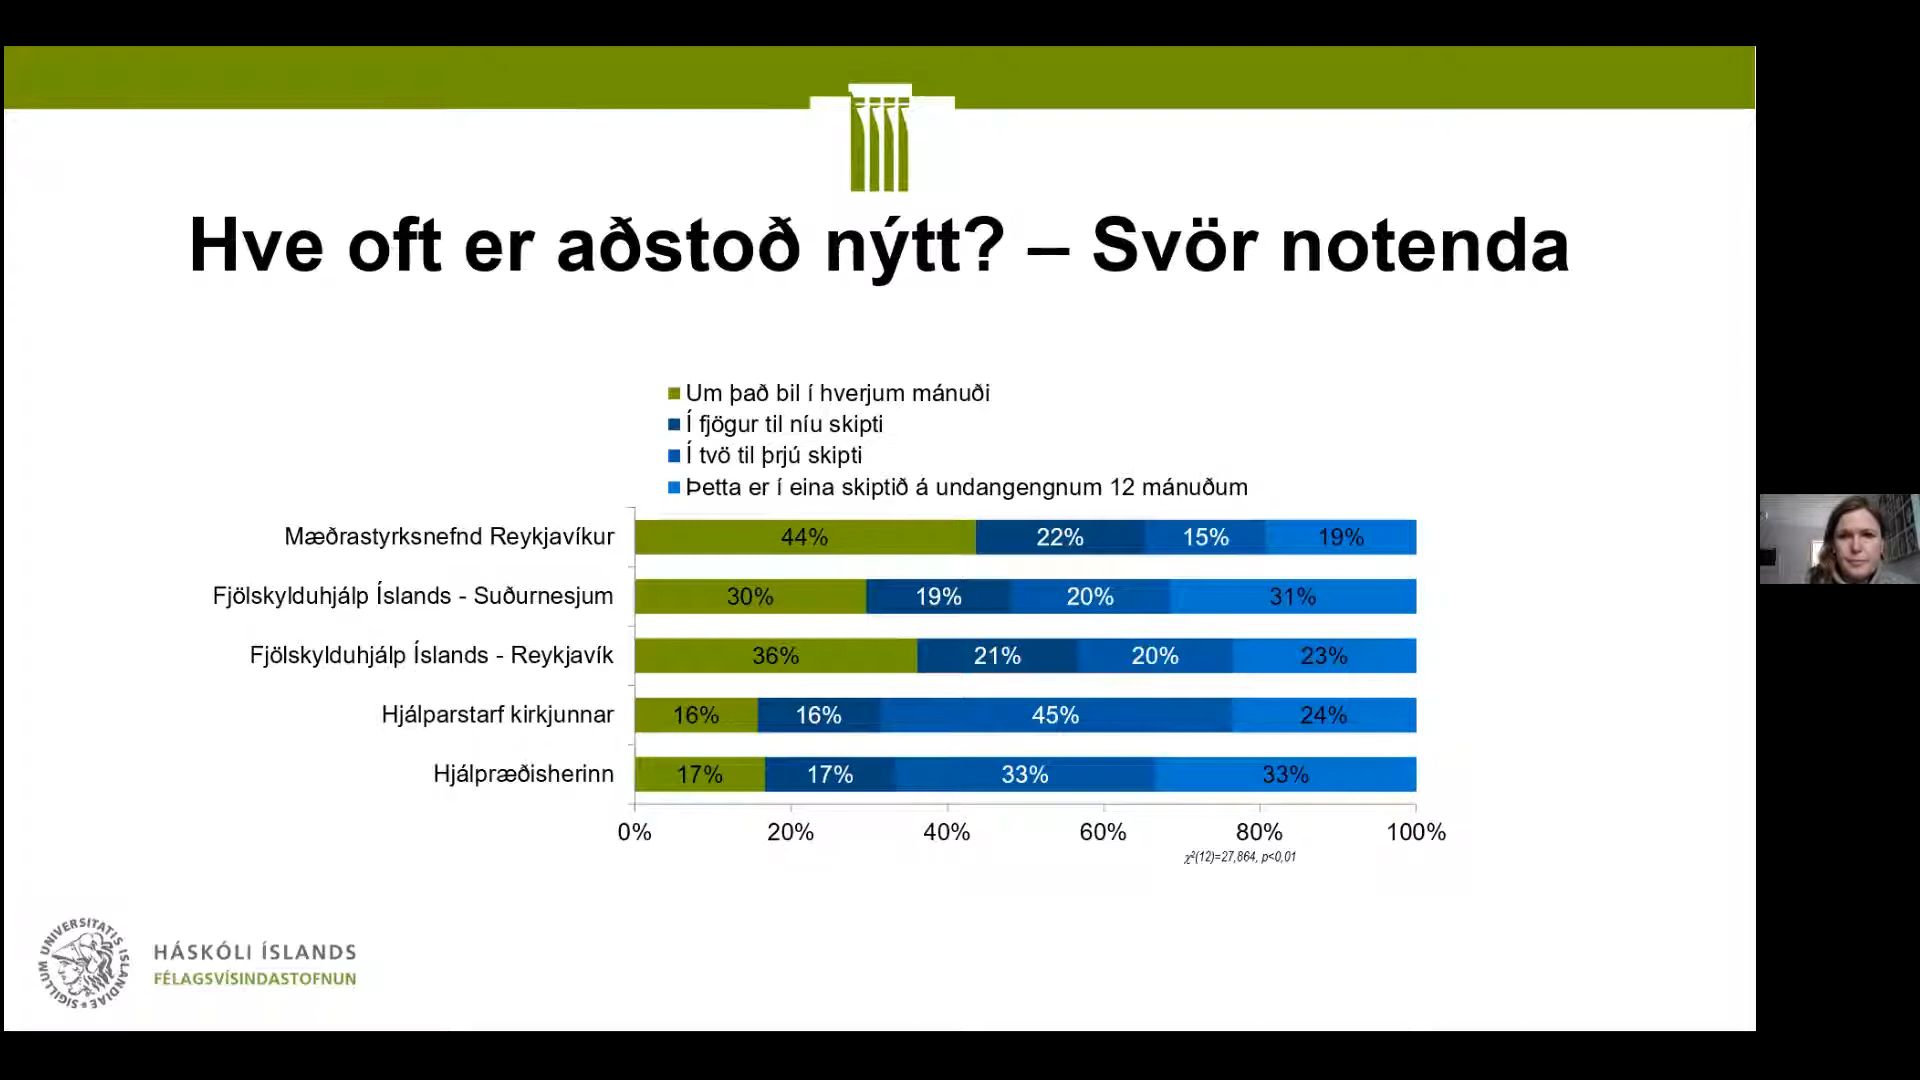 Hve oft er aðstoð nýtt? – Svör notenda
Um það bil í hverjum mánuði
Í fjögur til níu skipti
Í tvö til þrjú skipti
Þetta er í eina skiptið á undangengnum 12 mánuðum
Mæðrastyrksnefnd Reykjavíkur 44% 22% 15% 19%
Fjölskylduhjálp Íslands - Suðurnesjum 30% 19% 20% 31%
Fjölskylduhjálp Íslands - Reykjavík 36% 21% 20% 23%
Hjálparstarf kirkjunnar 16% 16% 45% 24%
Hjálpræðisherinn 17% 17% 33% 33%
0% 20% 40% 60% 80% 100%
χ²(12)=27,864, p<0,01
SIGILLUM UNIVERSITATIS ISLANDIAE
HÁSKÓLI ÍSLANDS
FÉLAGSVÍSINDASTOFNUN